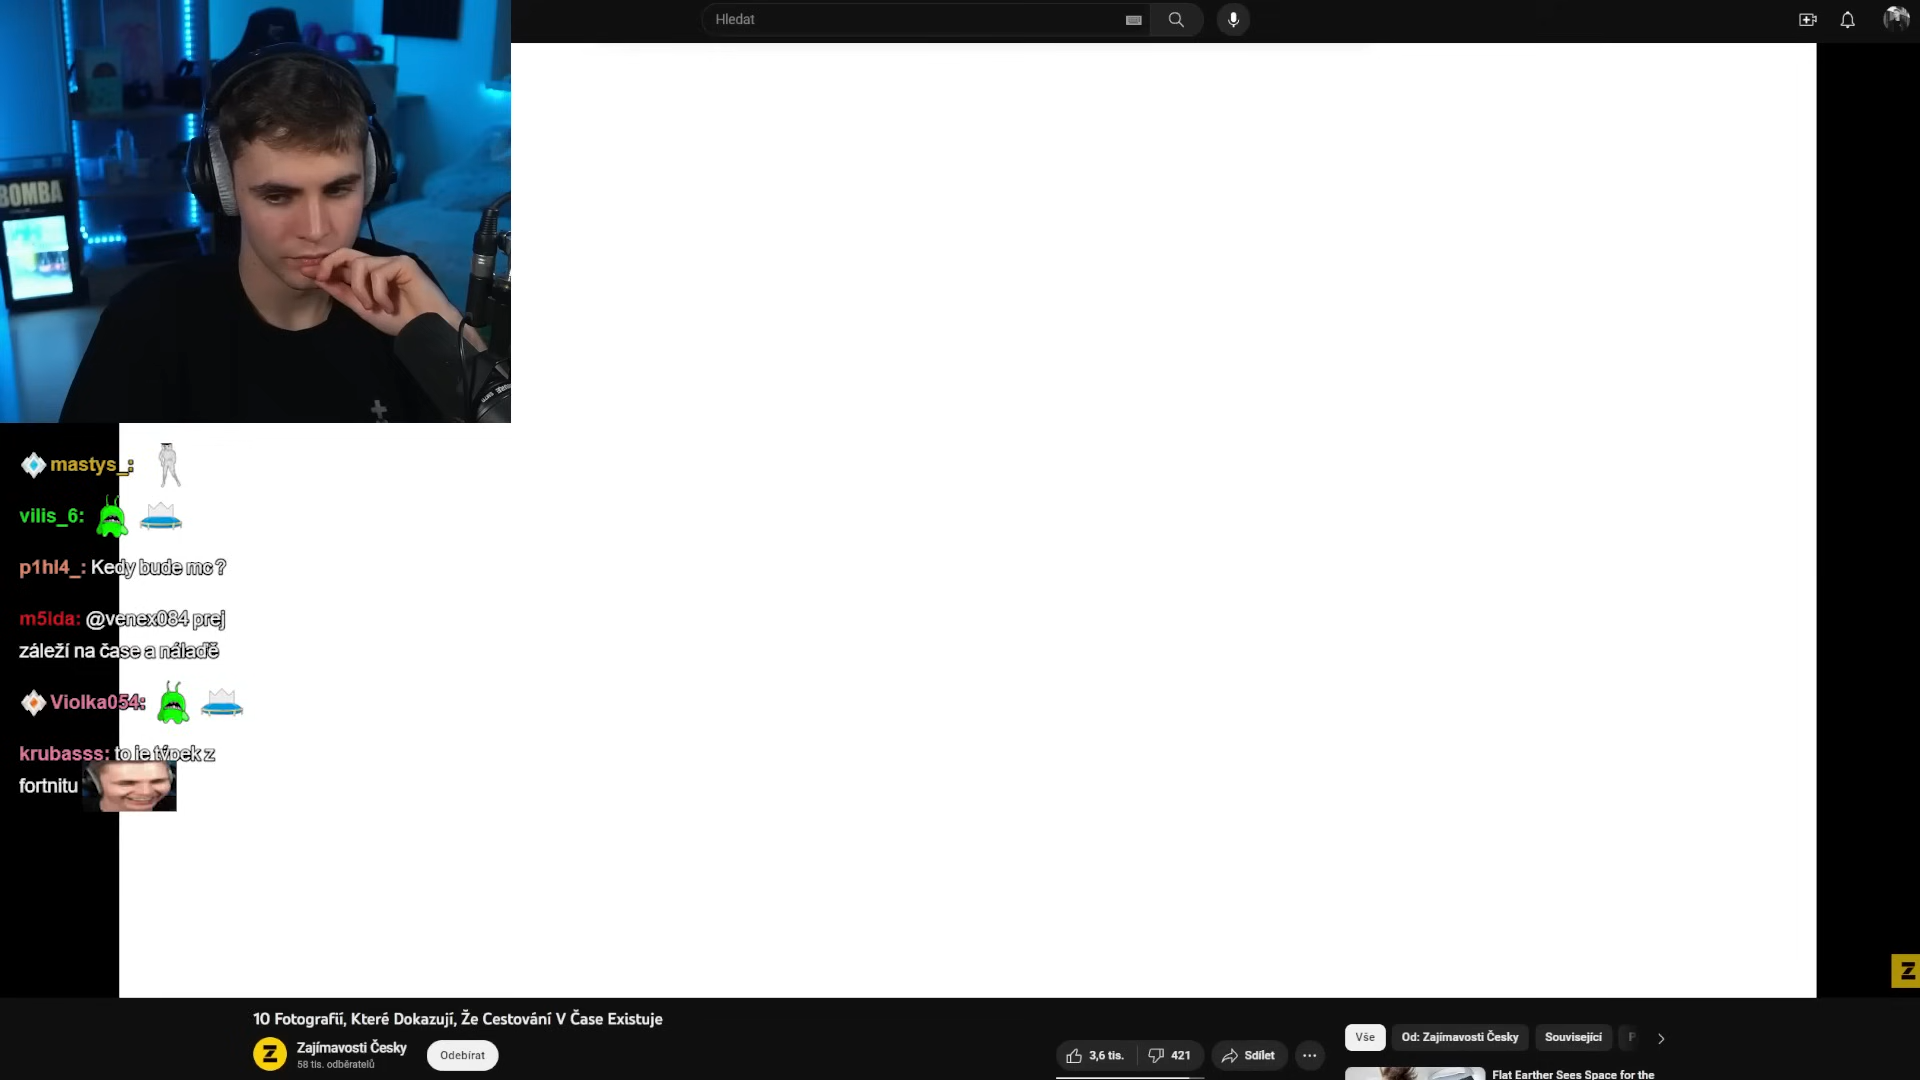 Hledat
BOMBA
mastys_:
vilis_6:
p1hl4_: Kedy bude mc?
m5lda: @venex084 prej
záleží na čase a náladě
Violka054:
krubasss: to je týpek z
fortnitu
Z
10 Fotografií, Které Dokazují, Že Cestování V Čase Existuje
Z
Zajímavosti Česky
58 tis. odběratelů
Odebírat
3,6 tis.
421
Sdílet
Vše
Od: Zajímavosti Česky
Související
Flat Earther Sees Space for the